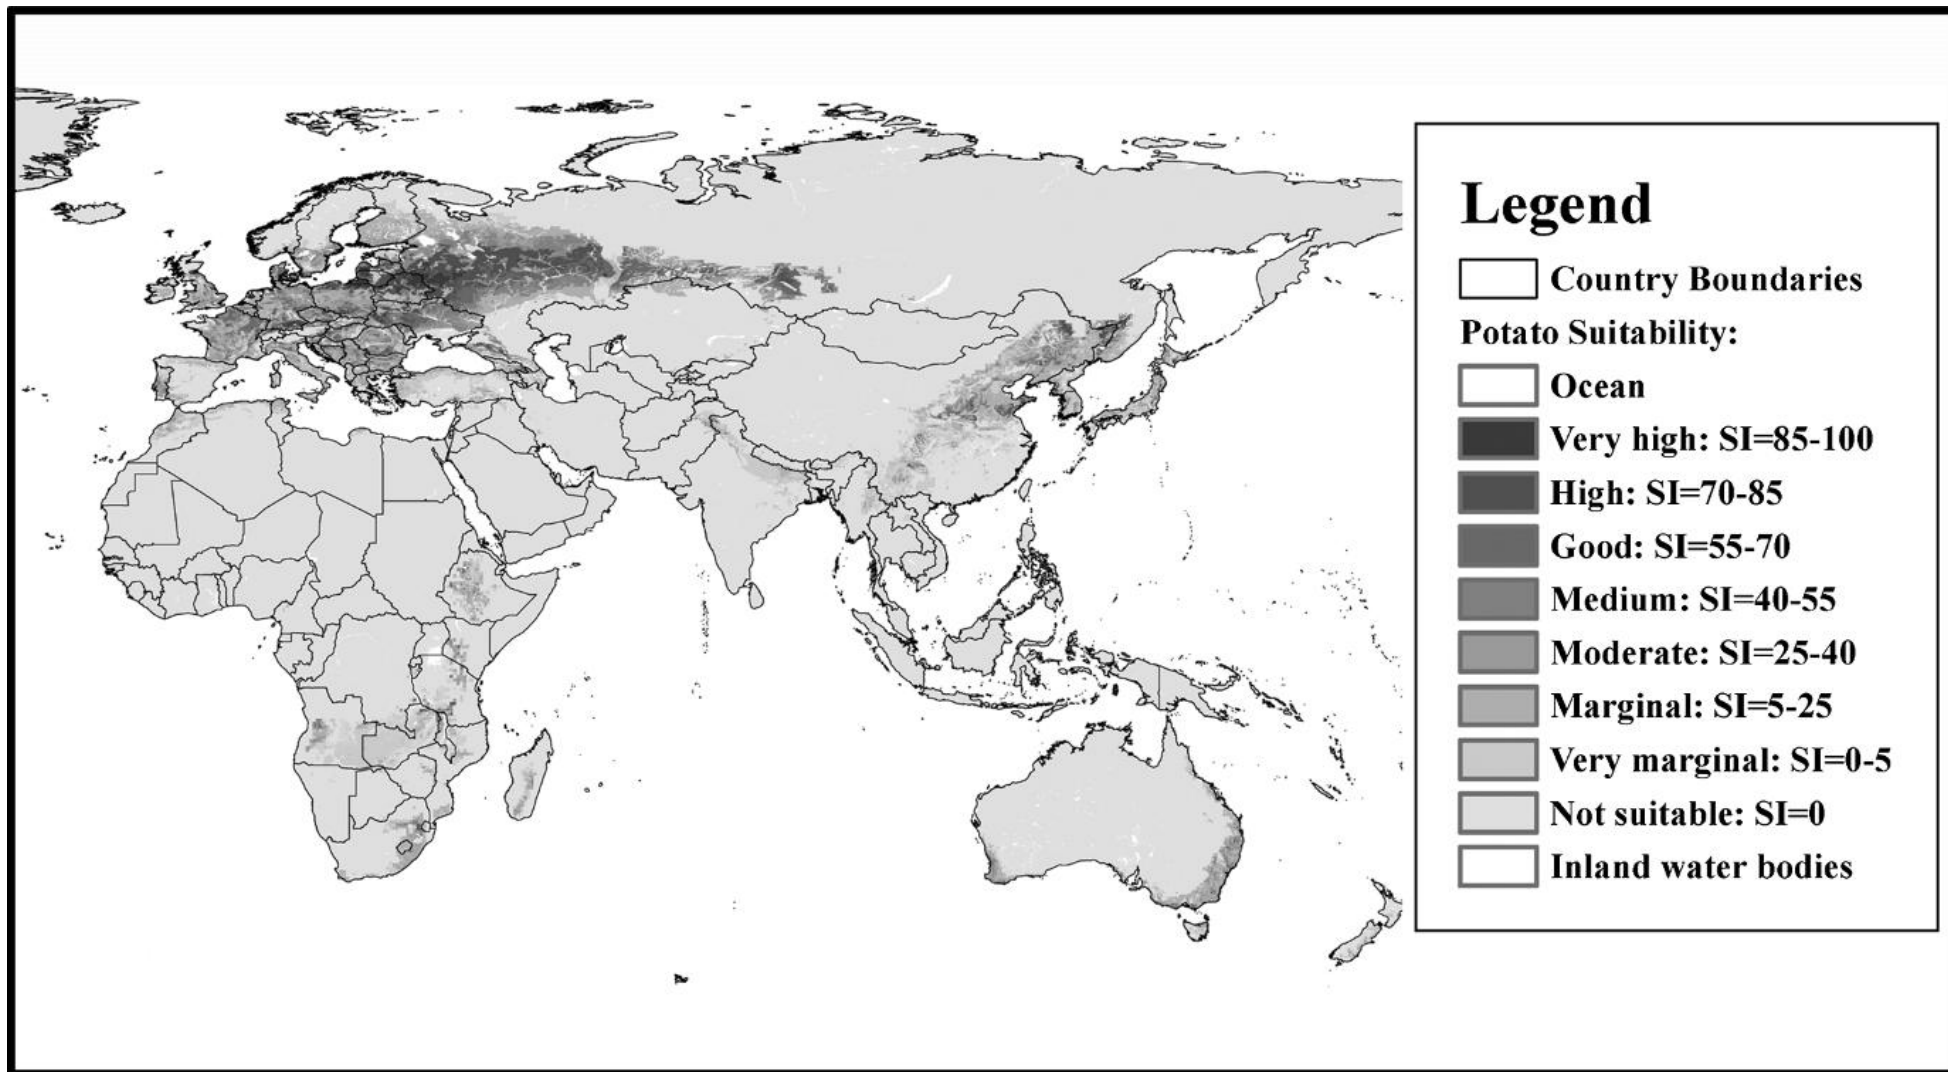 Legend
Country Boundaries
Potato Suitability:
Ocean
Very high: SI=85-100
High: SI=70-85
Good: SI=55-70
Medium: SI=40-55
Moderate: SI=25-40
Marginal: SI=5-25
Very marginal: SI=0-5
Not suitable: SI=0
Inland water bodies